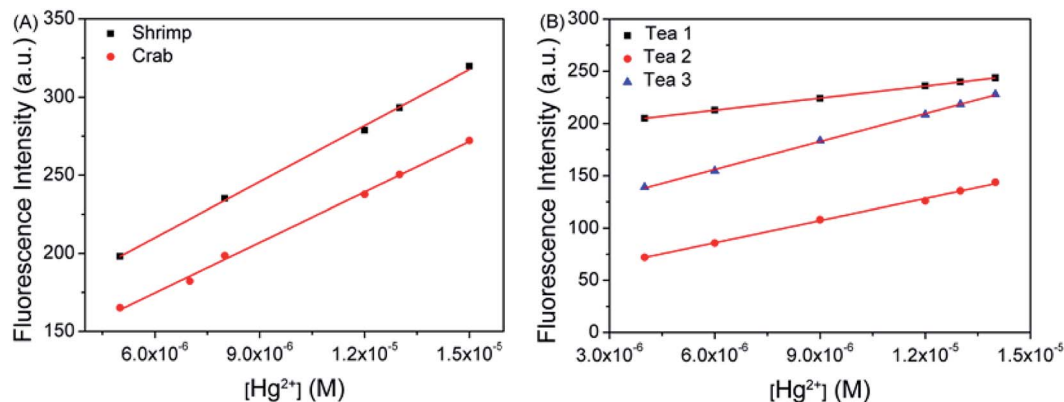 (A)
Shrimp
Crab
350
300
250
200
150
Fluorescence Intensity (a.u.)
6.0x10⁻⁶ 9.0x10⁻⁶ 1.2x10⁻⁵ 1.5x10⁻⁵
[Hg²⁺] (M)
(B)
Tea 1
Tea 2
Tea 3
300
250
200
150
100
50
0
Fluorescence Intensity (a.u.)
3.0x10⁻⁶ 6.0x10⁻⁶ 9.0x10⁻⁶ 1.2x10⁻⁵ 1.5x10⁻⁵
[Hg²⁺] (M)